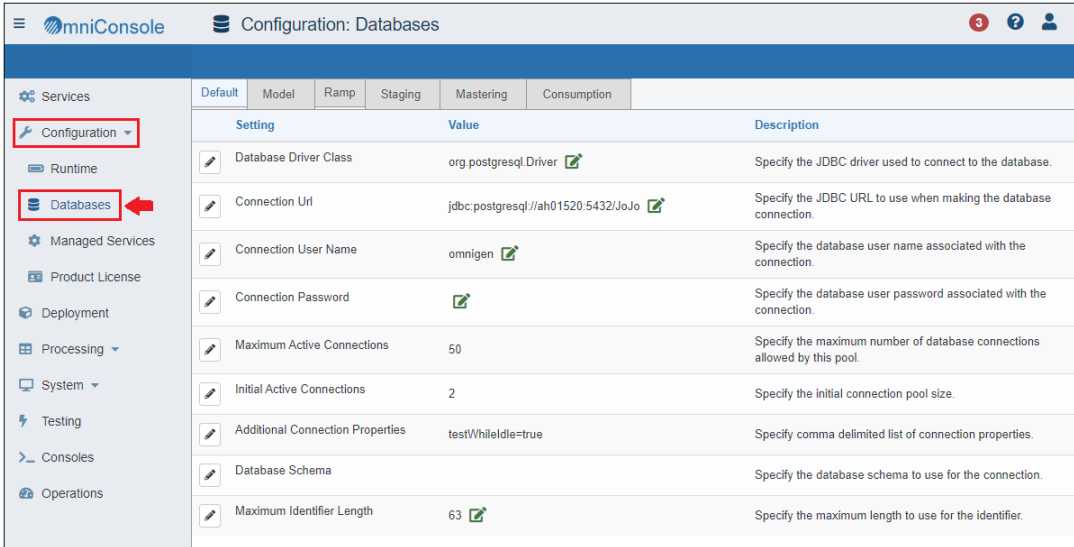 OmniConsole
Configuration: Databases
3
Services
Configuration
Runtime
Databases
Managed Services
Product License
Deployment
Processing
System
Testing
Consoles
Operations
Default Model Ramp Staging Mastering Consumption
Setting Value Description
Database Driver Class org.postgresql.Driver Specify the JDBC driver used to connect to the database.
Connection Url jdbc:postgresql://ah01520:5432/JoJo Specify the JDBC URL to use when making the database
connection.
Connection User Name omnigen Specify the database user name associated with the
connection.
Connection Password Specify the database user password associated with the
connection.
Maximum Active Connections 50 Specify the maximum number of database connections
allowed by this pool.
Initial Active Connections 2 Specify the initial connection pool size.
Additional Connection Properties testWhileIdle=true Specify comma delimited list of connection properties.
Database Schema Specify the database schema to use for the connection.
Maximum Identifier Length 63 Specify the maximum length to use for the identifier.